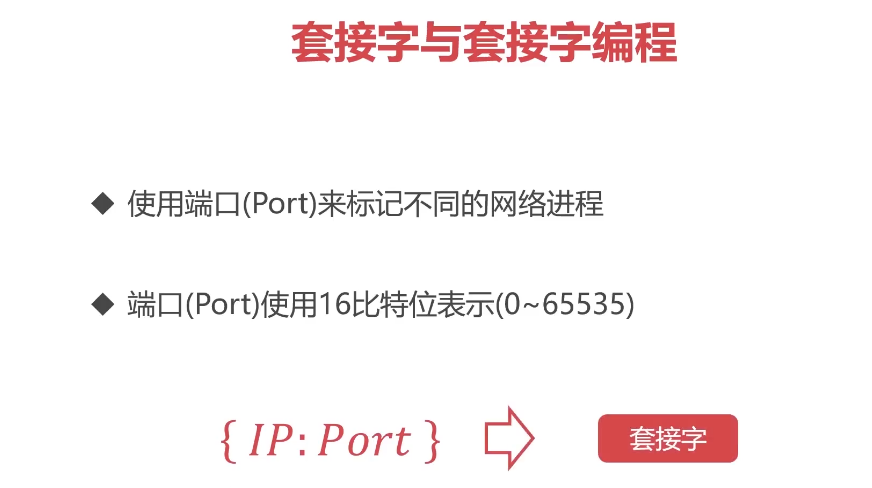 套接字与套接字编程
◆ 使用端口(Port)来标记不同的网络进程
◆ 端口(Port)使用16比特位表示(0~65535)
{ IP: Port } 套接字